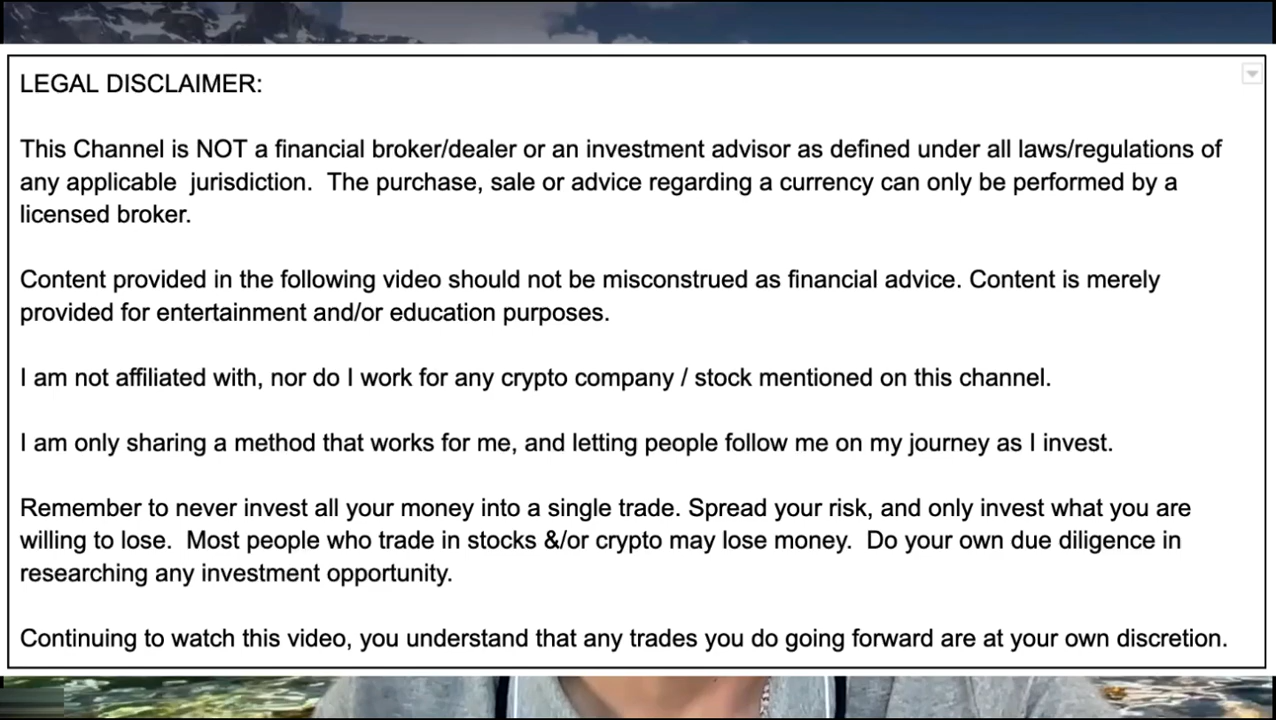 LEGAL DISCLAIMER:
This Channel is NOT a financial broker/dealer or an investment advisor as defined under all laws/regulations of
any applicable  jurisdiction.  The purchase, sale or advice regarding a currency can only be performed by a
licensed broker.
Content provided in the following video should not be misconstrued as financial advice. Content is merely
provided for entertainment and/or education purposes.
I am not affiliated with, nor do I work for any crypto company / stock mentioned on this channel.
I am only sharing a method that works for me, and letting people follow me on my journey as I invest.
Remember to never invest all your money into a single trade. Spread your risk, and only invest what you are
willing to lose.  Most people who trade in stocks &/or crypto may lose money.  Do your own due diligence in
researching any investment opportunity.
Continuing to watch this video, you understand that any trades you do going forward are at your own discretion.